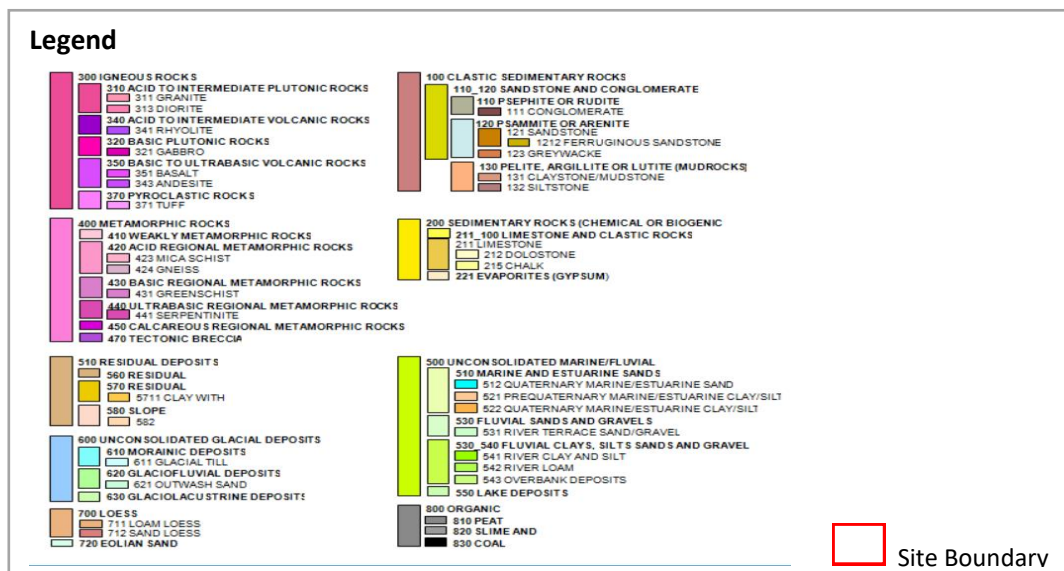 Legend
300 IGNEOUS ROCKS
310 ACID TO INTERMEDIATE PLUTONIC ROCKS
311 GRANITE
313 DIORITE
340 ACID TO INTERMEDIATE VOLCANIC ROCKS
341 RHYOLITE
320 BASIC PLUTONIC ROCKS
321 GABBRO
350 BASIC TO ULTRABASIC VOLCANIC ROCKS
351 BASALT
343 ANDESITE
370 PYROCLASTIC ROCKS
371 TUFF
400 METAMORPHIC ROCKS
410 WEAKLY METAMORPHIC ROCKS
420 ACID REGIONAL METAMORPHIC ROCKS
423 MICA SCHIST
424 GNEISS
430 BASIC REGIONAL METAMORPHIC ROCKS
431 GREENSCHIST
440 ULTRABASIC REGIONAL METAMORPHIC ROCKS
441 SERPENTINITE
450 CALCAREOUS REGIONAL METAMORPHIC ROCKS
470 TECTONIC BRECCIA
510 RESIDUAL DEPOSITS
560 RESIDUAL
570 RESIDUAL
5711 CLAY WITH
580 SLOPE
582
600 UNCONSOLIDATED GLACIAL DEPOSITS
610 MORAINIC DEPOSITS
611 GLACIAL TILL
620 GLACIOFLUVIAL DEPOSITS
621 OUTWASH SAND
630 GLACIOLACUSTRINE DEPOSITS
700 LOESS
711 LOAM LOESS
712 SAND LOESS
720 EOLIAN SAND
100 CLASTIC SEDIMENTARY ROCKS
110_120 SANDSTONE AND CONGLOMERATE
110 PSEPHITE OR RUDITE
111 CONGLOMERATE
120 PSAMMITE OR ARENITE
121 SANDSTONE
1212 FERRUGINOUS SANDSTONE
123 GREYWACKE
130 PELITE, ARGILLITE OR LUTITE (MUDROCKS)
131 CLAYSTONE/MUDSTONE
132 SILTSTONE
200 SEDIMENTARY ROCKS (CHEMICAL OR BIOGENIC
211_100 LIMESTONE AND CLASTIC ROCKS
211 LIMESTONE
212 DOLOSTONE
215 CHALK
221 EVAPORITES (GYPSUM)
500 UNCONSOLIDATED MARINE/FLUVIAL
510 MARINE AND ESTUARINE SANDS
512 QUATERNARY MARINE/ESTUARINE SAND
521 PREQUATERNARY MARINE/ESTUARINE CLAY/SILT
522 QUATERNARY MARINE/ESTUARINE CLAY/SILT
530 FLUVIAL SANDS AND GRAVELS
531 RIVER TERRACE SAND/GRAVEL
530_540 FLUVIAL CLAYS, SILTS SANDS AND GRAVEL
541 RIVER CLAY AND SILT
542 RIVER LOAM
543 OVERBANK DEPOSITS
550 LAKE DEPOSITS
800 ORGANIC
810 PEAT
820 SLIME AND
830 COAL
Site Boundary